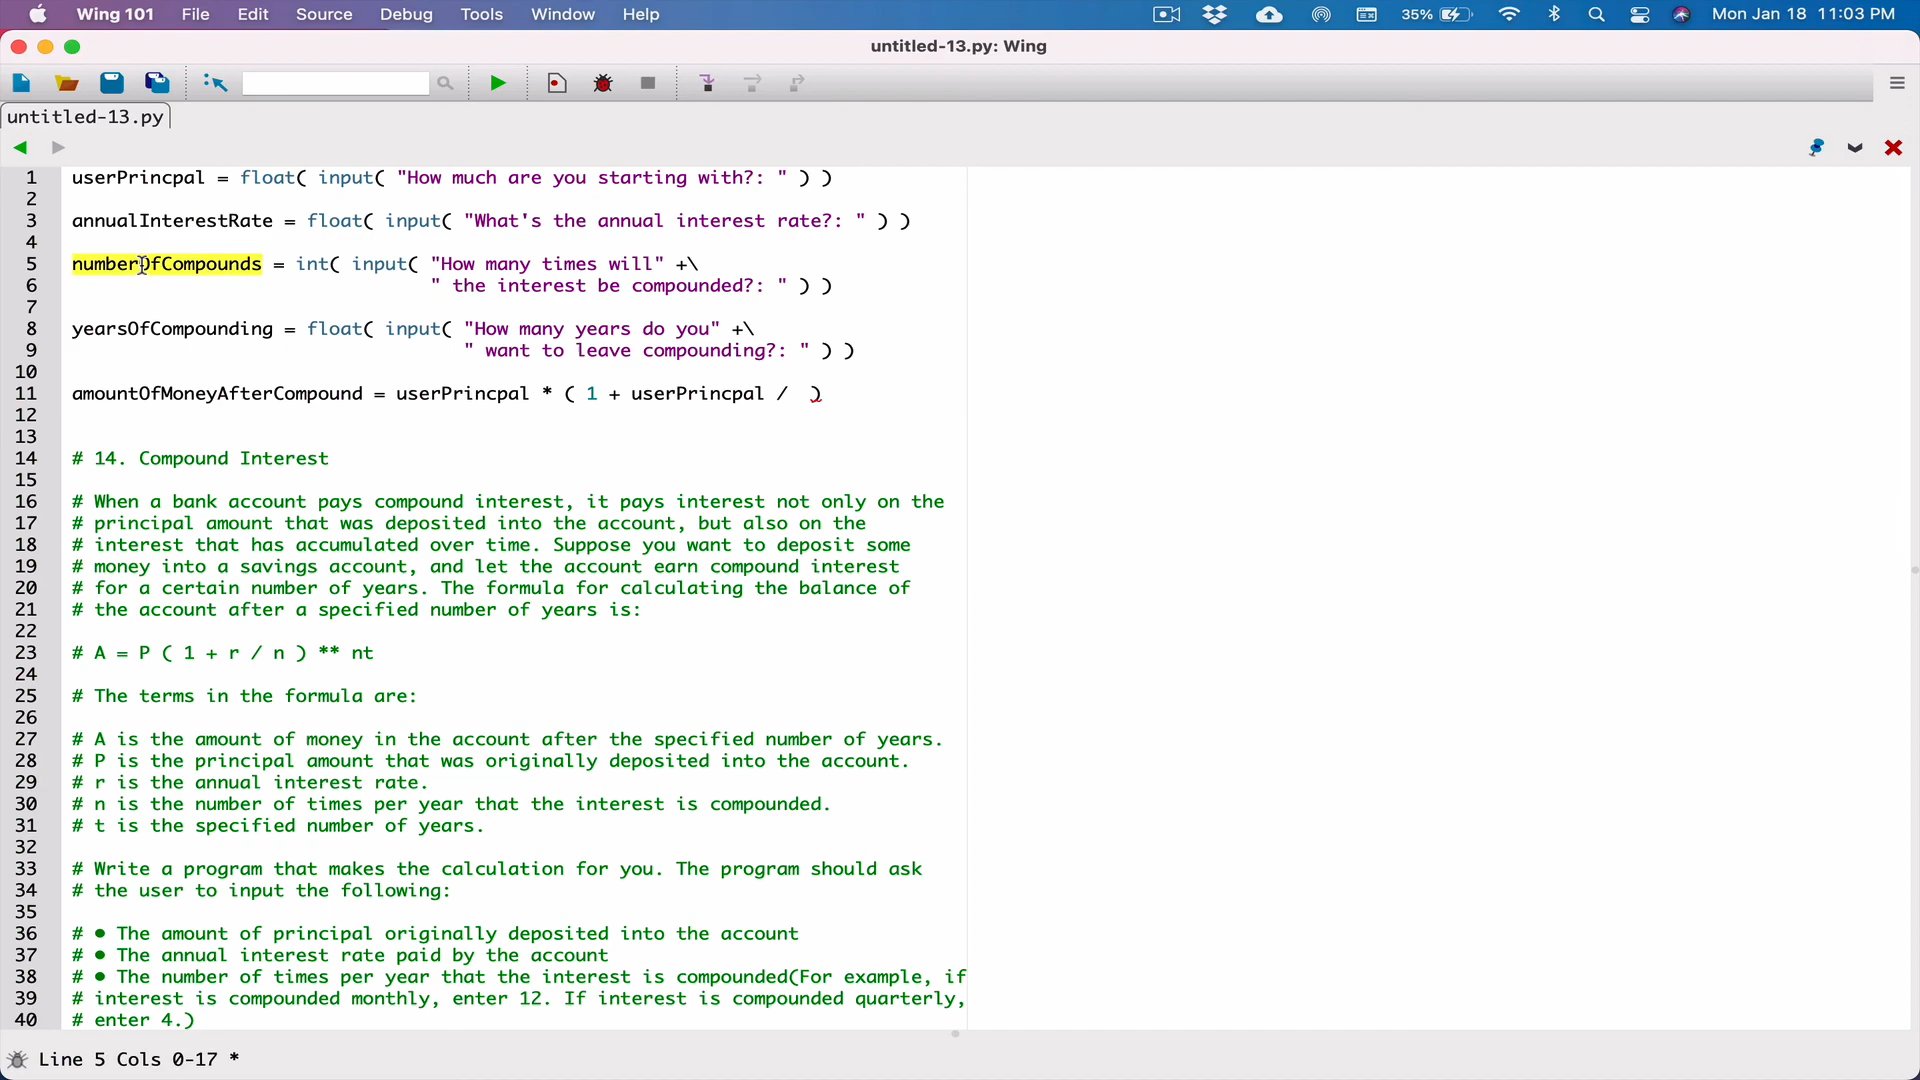 Wing 101 File Edit Source Debug Tools Window Help 35% Mon Jan 18 11:03 PM
untitled-13.py: Wing
untitled-13.py
1 userPrincpal = float( input( "How much are you starting with?: " ) )
2
3 annualInterestRate = float( input( "What's the annual interest rate?: " ) )
4
5 numberOfCompounds = int( input( "How many times will" +\
6 " the interest be compounded?: " ) )
7
8 yearsOfCompounding = float( input( "How many years do you" +\
9 " want to leave compounding?: " ) )
10
11 amountOfMoneyAfterCompound = userPrincpal * ( 1 + userPrincpal /  )
12
13
14 # 14. Compound Interest
15
16 # When a bank account pays compound interest, it pays interest not only on the
17 # principal amount that was deposited into the account, but also on the
18 # interest that has accumulated over time. Suppose you want to deposit some
19 # money into a savings account, and let the account earn compound interest
20 # for a certain number of years. The formula for calculating the balance of
21 # the account after a specified number of years is:
22
23 # A = P ( 1 + r / n ) ** nt
24
25 # The terms in the formula are:
26
27 # A is the amount of money in the account after the specified number of years.
28 # P is the principal amount that was originally deposited into the account.
29 # r is the annual interest rate.
30 # n is the number of times per year that the interest is compounded.
31 # t is the specified number of years.
32
33 # Write a program that makes the calculation for you. The program should ask
34 # the user to input the following:
35
36 # ● The amount of principal originally deposited into the account
37 # ● The annual interest rate paid by the account
38 # ● The number of times per year that the interest is compounded(For example, if
39 # interest is compounded monthly, enter 12. If interest is compounded quarterly,
40 # enter 4.)
Line 5 Cols 0-17 *